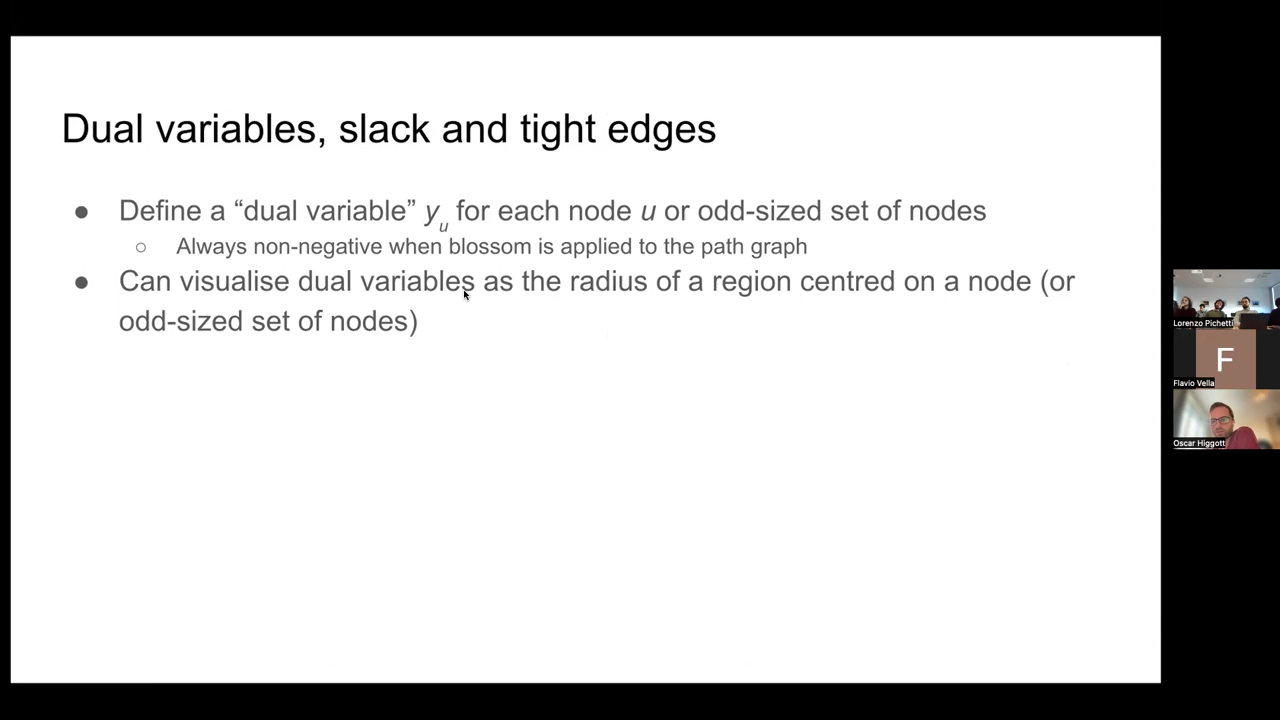 Dual variables, slack and tight edges
● Define a “dual variable” yu for each node u or odd-sized set of nodes
○ Always non-negative when blossom is applied to the path graph
● Can visualise dual variables as the radius of a region centred on a node (or
odd-sized set of nodes)
Lorenzo Pichetti
F
Flavio Vella
Oscar Higgott